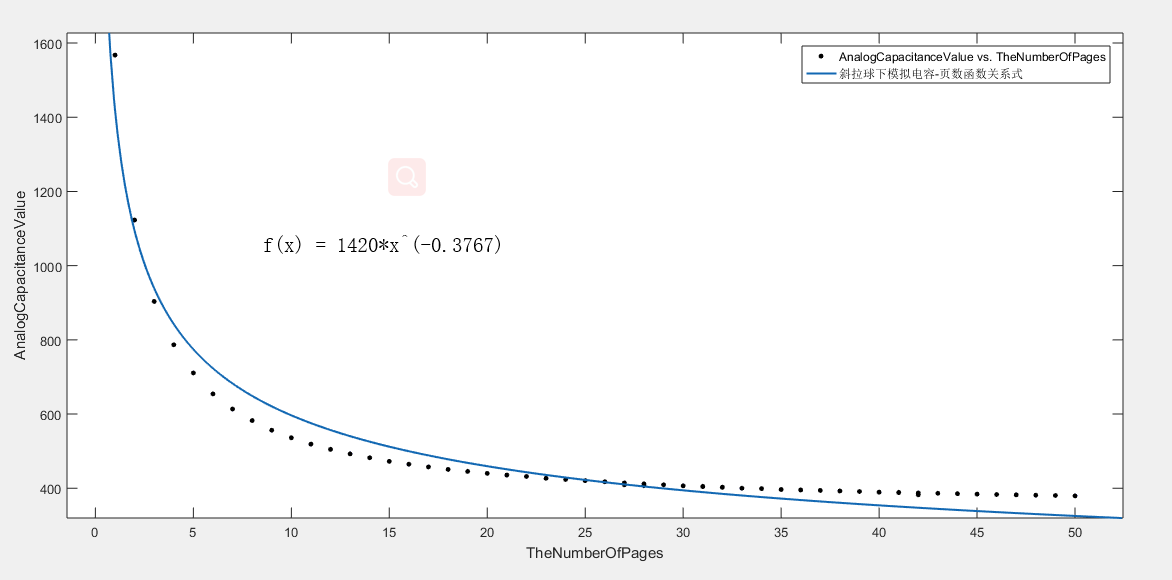 1600
1400
1200
1000
800
600
400
AnalogCapacitanceValue
AnalogCapacitanceValue vs. TheNumberOfPages
斜拉球下模拟电容-页数函数关系式
f(x) = 1420*x^(-0.3767)
0 5 10 15 20 25 30 35 40 45 50
TheNumberOfPages